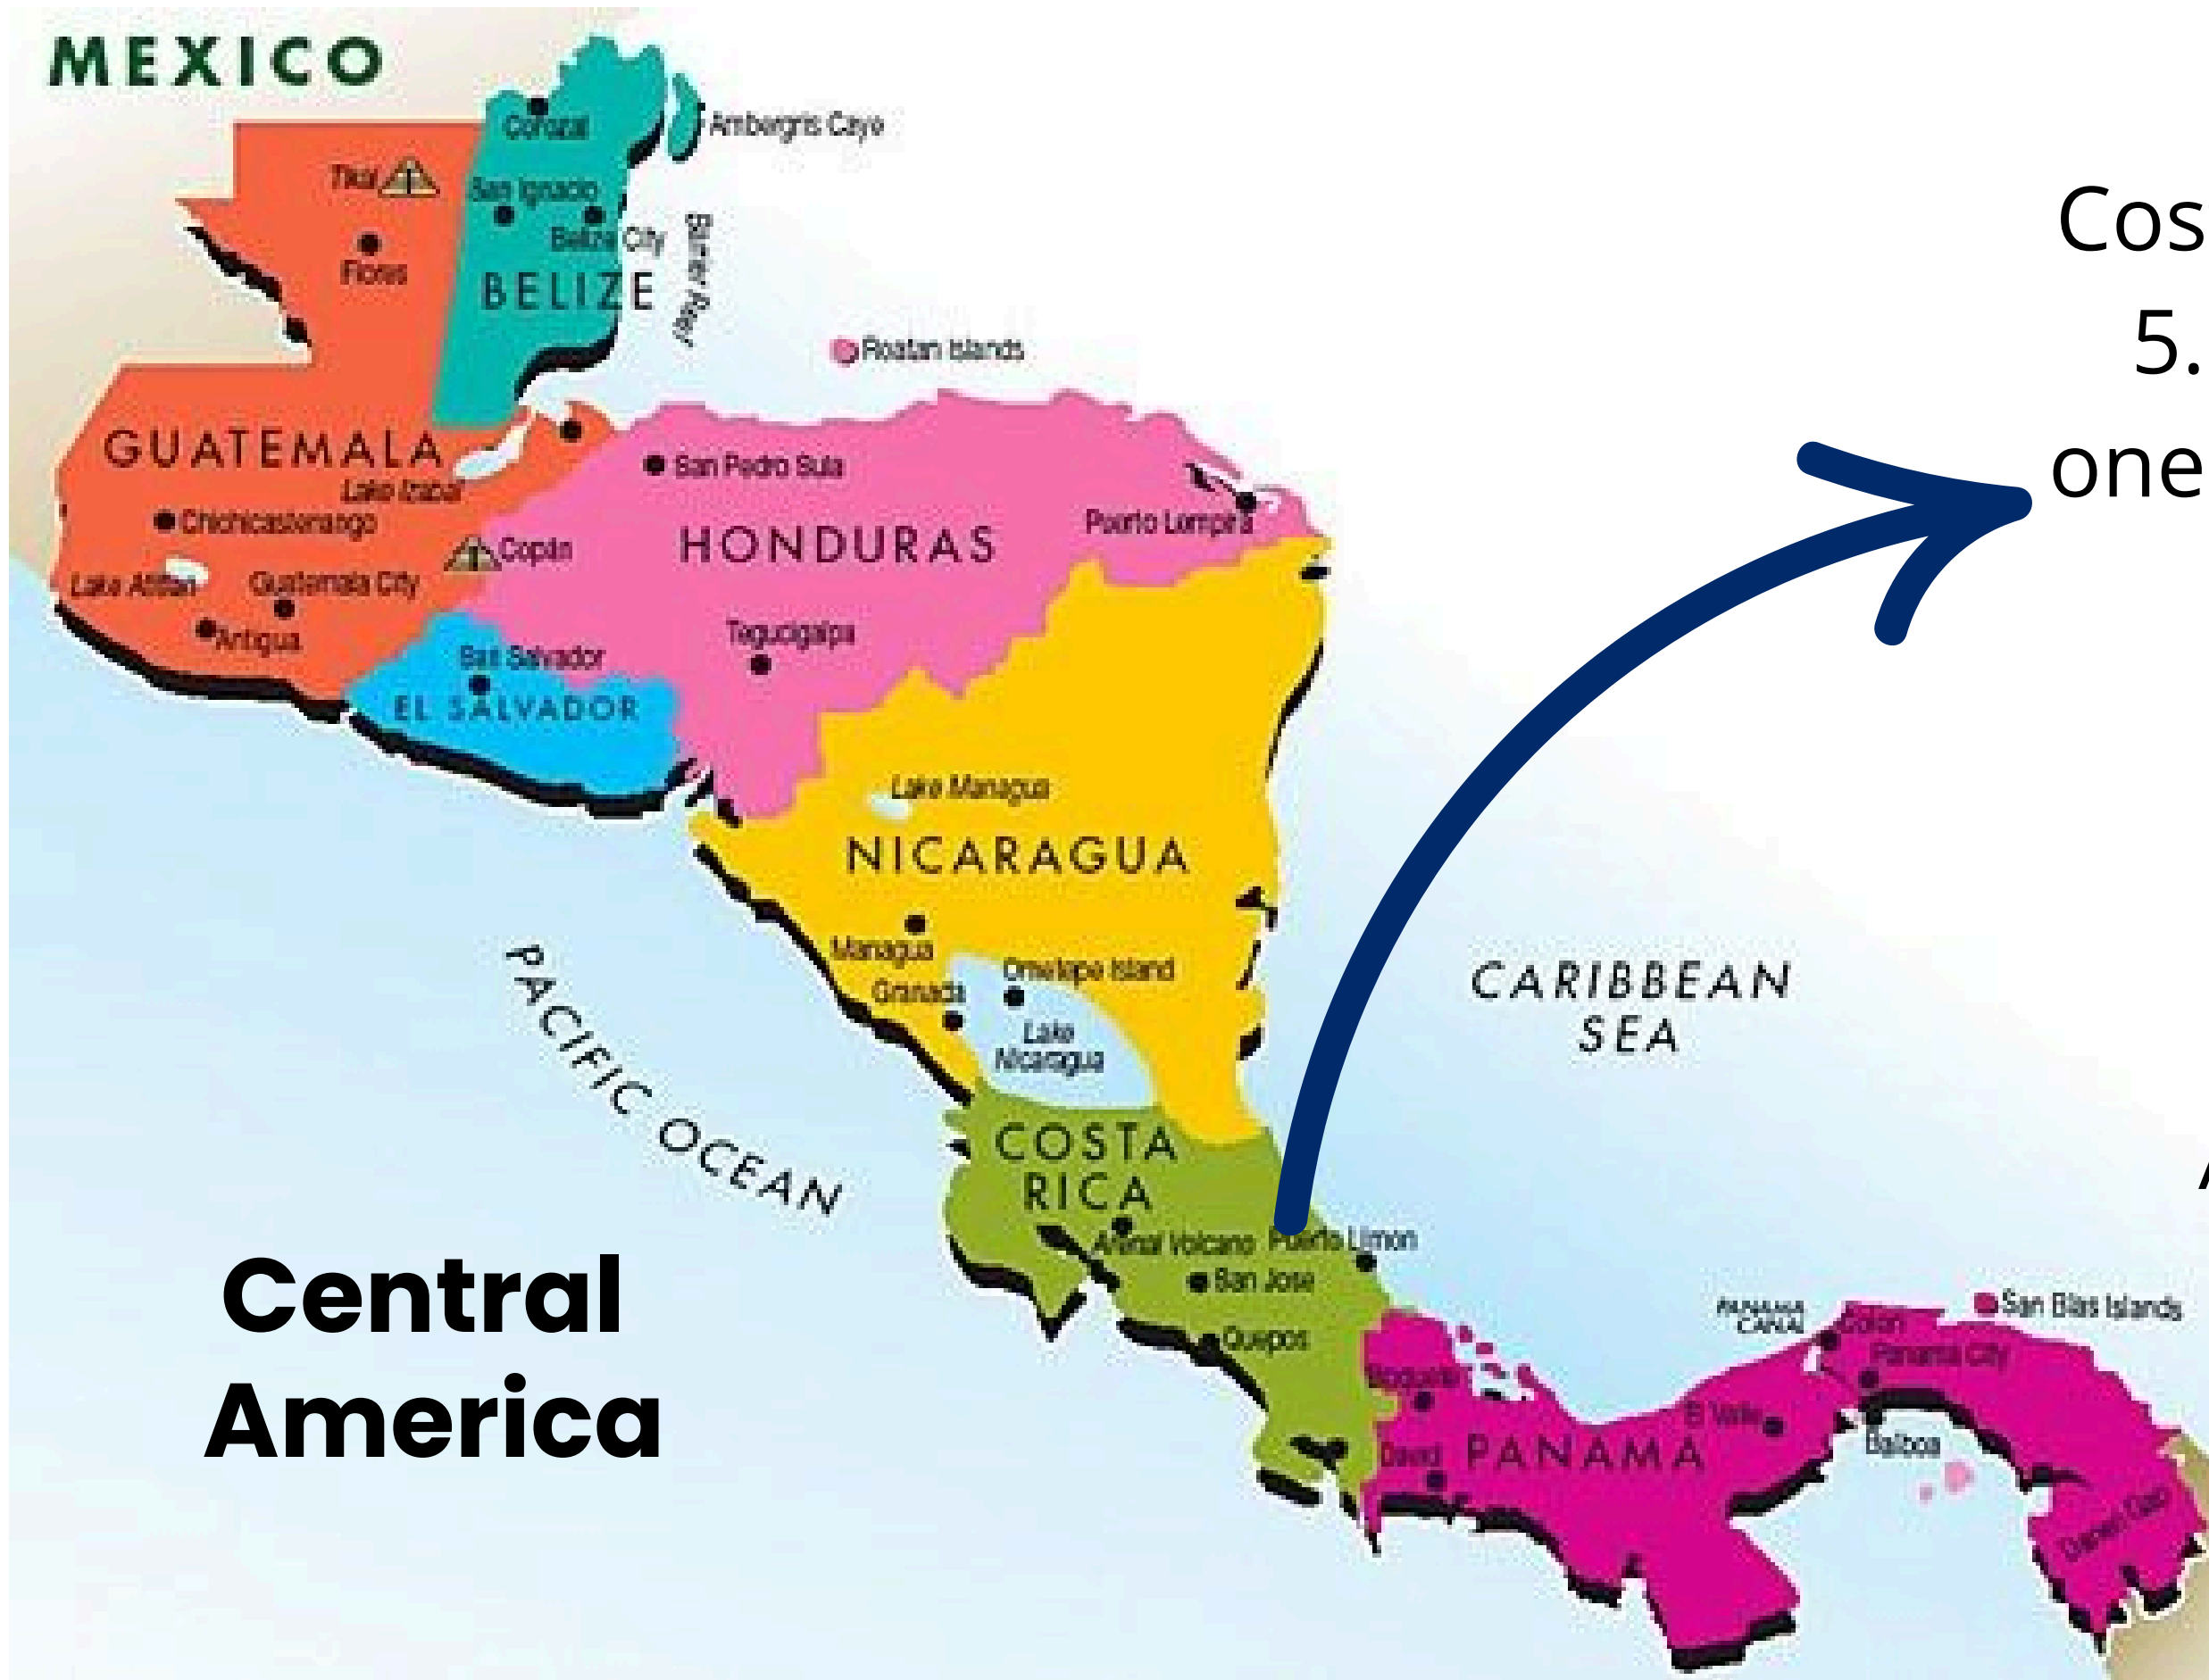 MEXICO
Corozal
Ambergris Caye
Tikal
San Ignacio
Belize City
Flores
BELIZE
Barrier Reef
Roatan Islands
GUATEMALA
Lake Izabal
San Pedro Sula
Chichicastenango
Puerto Lempira
HONDURAS
Copán
Lake Atitlan
Guatemala City
Antigua
Tegucigalpa
San Salvador
EL SALVADOR
Lake Managua
NICARAGUA
Managua
Ometepe Island
Granada
Lake
Nicaragua
PACIFIC OCEAN
CARIBBEAN
SEA
COSTA
RICA
Arenal Volcano
Puerto Limon
San Jose
Quepos
PANAMA
CANAL
Colon
San Blas Islands
Panama City
Boquete
El Valle
David
PANAMA
Balboa
Darien Gap
Central
America
Cos
5.
one